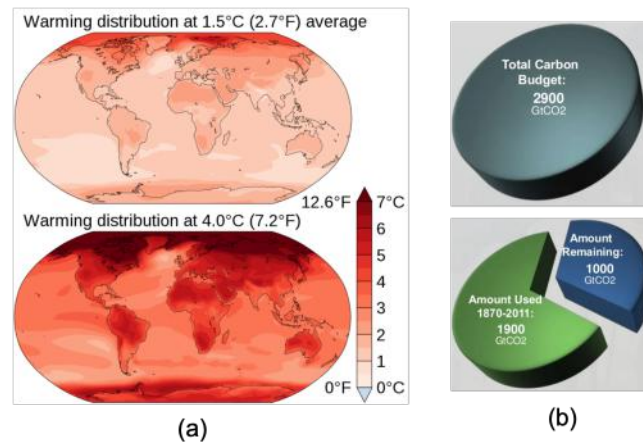 Warming distribution at 1.5°C (2.7°F) average
12.6°F 7°C
Warming distribution at 4.0°C (7.2°F)
6
5
4
3
2
1
0°F 0°C
(a)
Total Carbon
Budget:
2900
GtCO2
Amount
Remaining:
1000
GtCO2
Amount Used
1870-2011:
1900
GtCO2
(b)